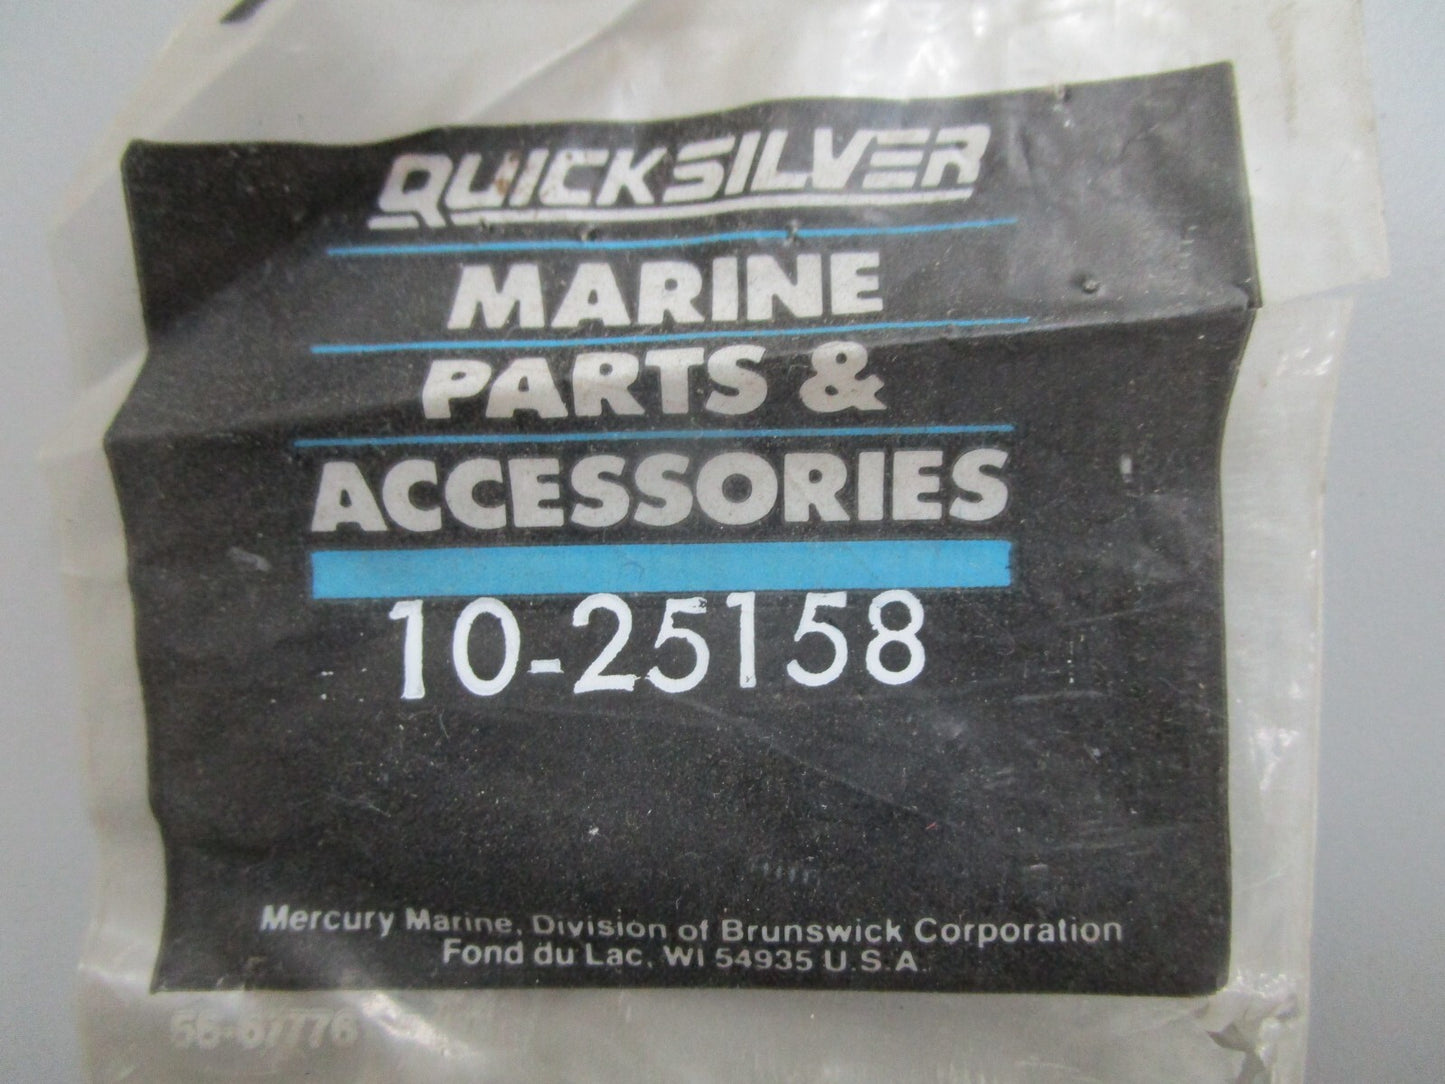 QUICKSILVER
MARINE
PARTS &
ACCESSORIES
10-25158
Mercury Marine, Division of Brunswick Corporation
Fond du Lac, WI 54935 U.S.A.